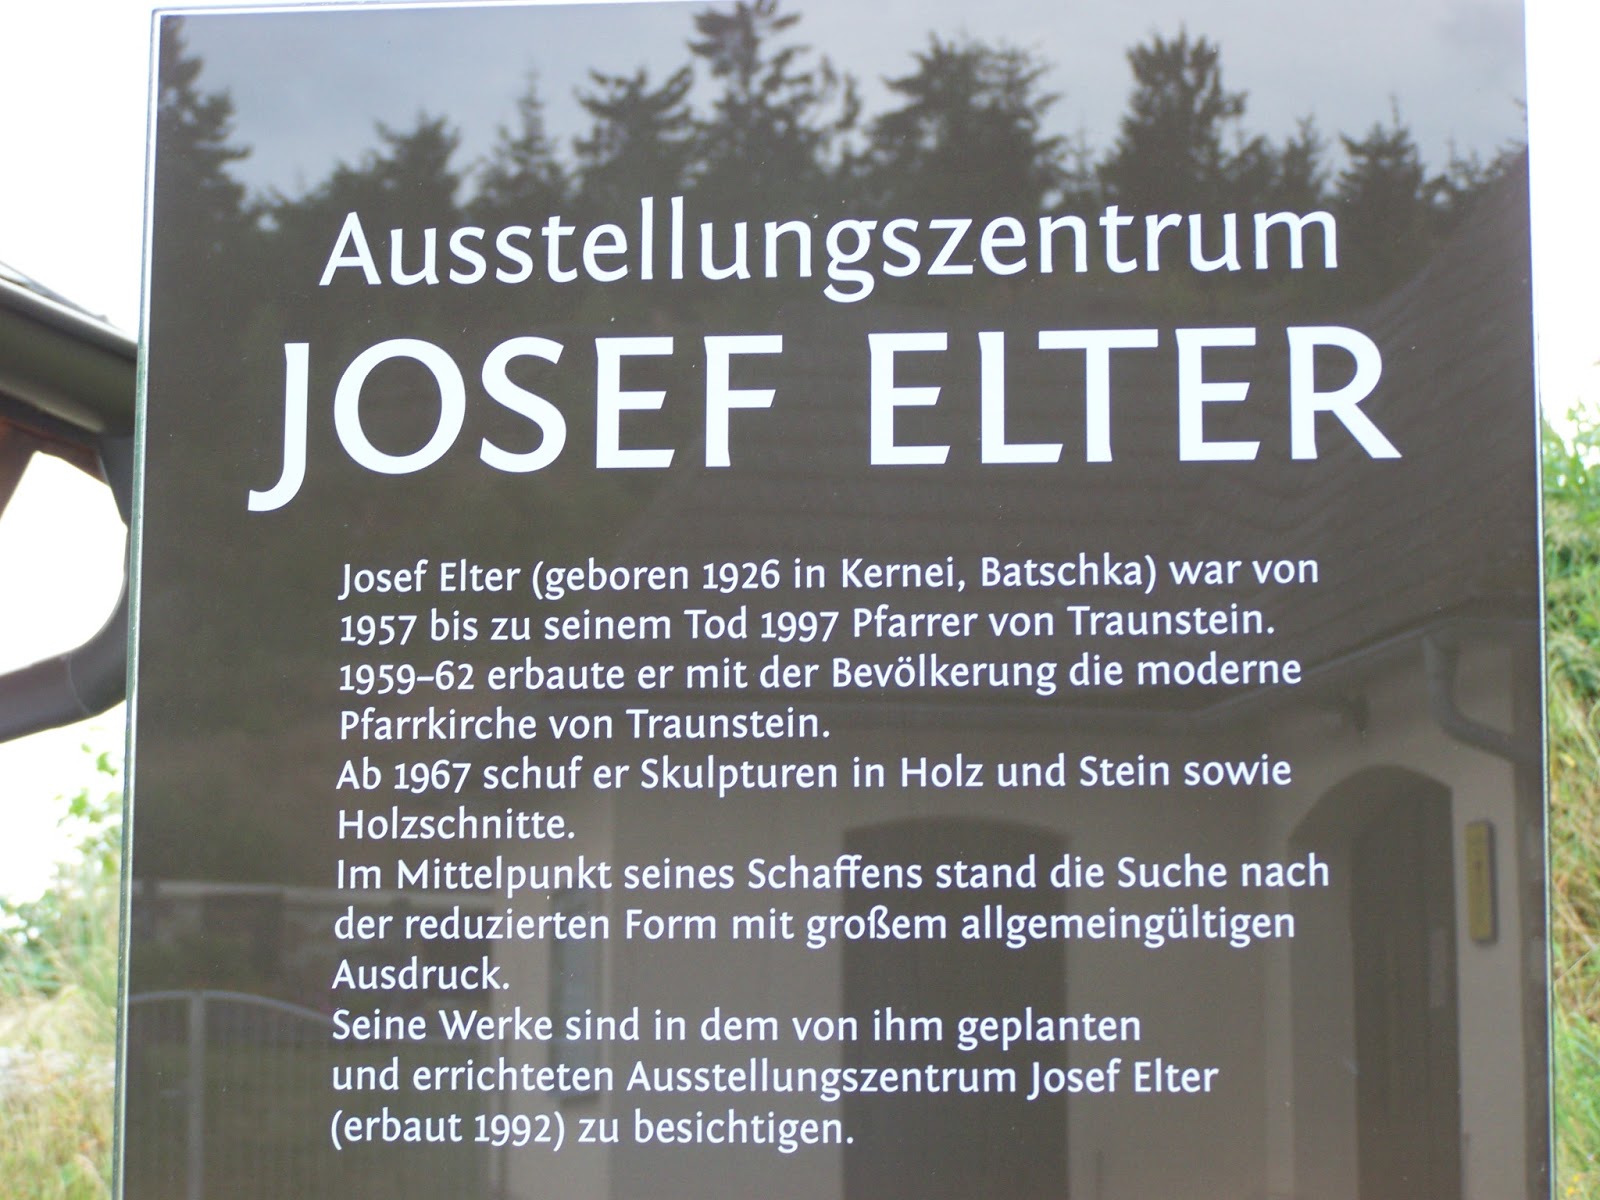 Ausstellungszentrum
JOSEF ELTER
Josef Elter (geboren 1926 in Kernei, Batschka) war von
1957 bis zu seinem Tod 1997 Pfarrer von Traunstein.
1959–62 erbaute er mit der Bevölkerung die moderne
Pfarrkirche von Traunstein.
Ab 1967 schuf er Skulpturen in Holz und Stein sowie
Holzschnitte.
Im Mittelpunkt seines Schaffens stand die Suche nach
der reduzierten Form mit großem allgemeingültigen
Ausdruck.
Seine Werke sind in dem von ihm geplanten
und errichteten Ausstellungszentrum Josef Elter
(erbaut 1992) zu besichtigen.